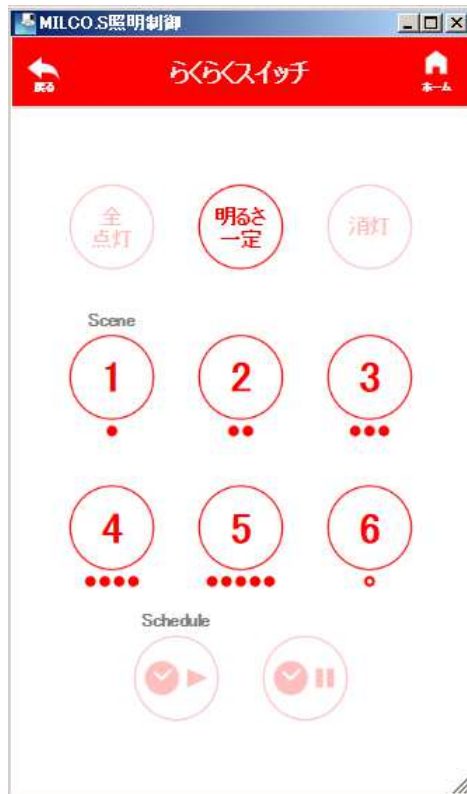 MILCO.S照明制御
戻る
らくらくスイッチ
ホーム
全
点灯
明るさ
一定
消灯
Scene
1
2
3
4
5
6
Schedule